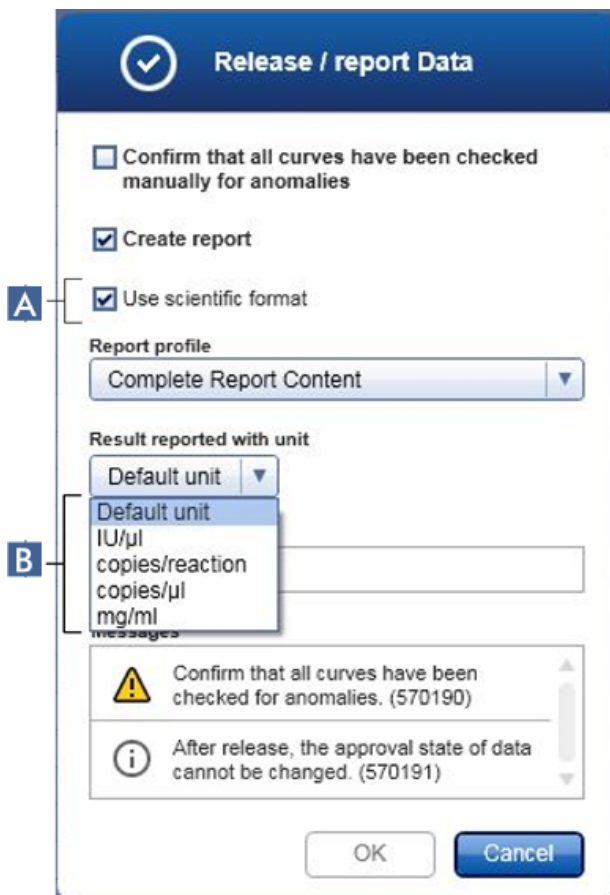 Release / report Data
Confirm that all curves have been checked
manually for anomalies
Create report
A
Use scientific format
Report profile
Complete Report Content
Result reported with unit
Default unit
B
Default unit
IU/µl
copies/reaction
copies/µl
mg/ml
Messages
Confirm that all curves have been
checked for anomalies. (570190)
After release, the approval state of data
cannot be changed. (570191)
OK
Cancel